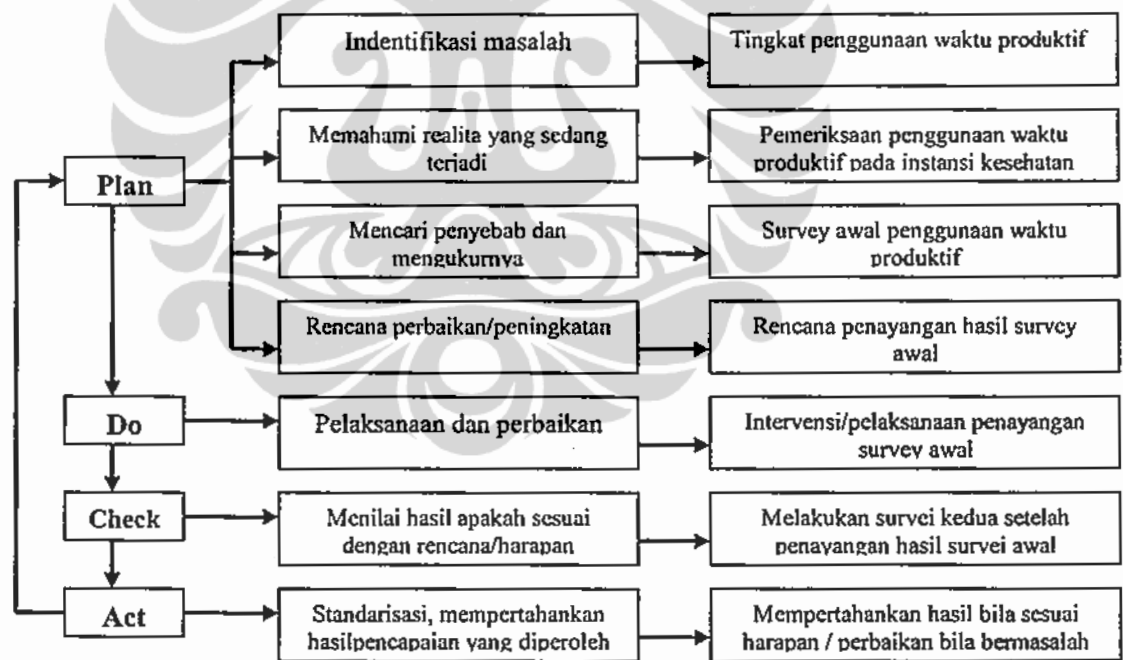 Indentifikasi masalah
Tingkat penggunaan waktu produktif
Memahami realita yang sedang
terjadi
Pemeriksaan penggunaan waktu
produktif pada instansi kesehatan
Plan
Mencari penyebab dan
mengukurnya
Survey awal penggunaan waktu
produktif
Rencana perbaikan/peningkatan
Rencana penayangan hasil survey
awal
Do
Pelaksanaan dan perbaikan
Intervensi/pelaksanaan penayangan
survey awal
Check
Menilai hasil apakah sesuai
dengan rencana/harapan
Melakukan survei kedua setelah
penayangan hasil survei awal
Act
Standarisasi, mempertahankan
hasilpencapaian yang diperoleh
Mempertahankan hasil bila sesuai
harapan / perbaikan bila bermasalah